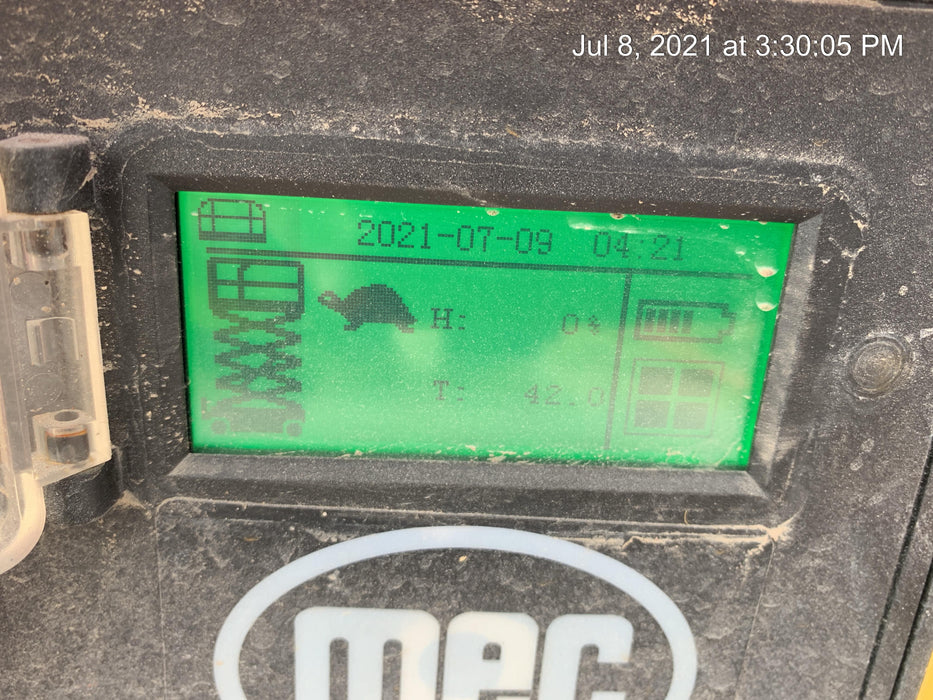 Jul 8, 2021 at 3:30:05 PM
2021-07-09 04:21
H: 0%
T: 42.0
MEC